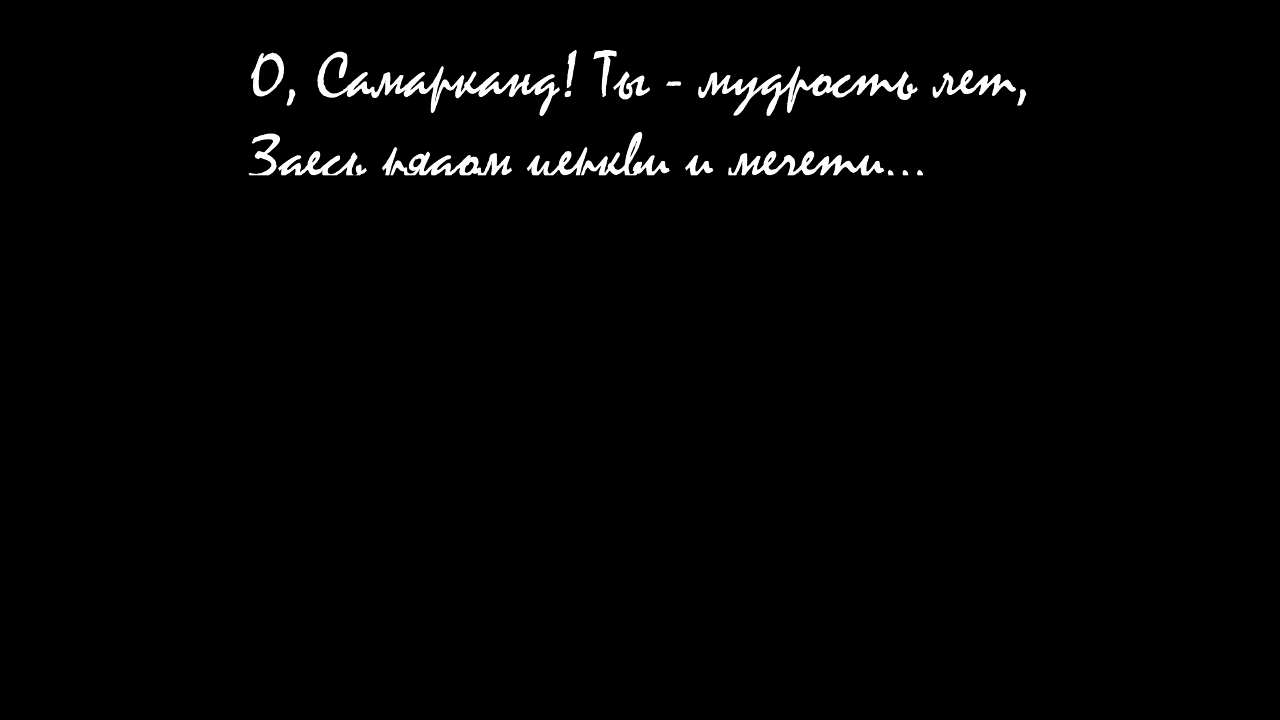 О, Самарканд! Ты - мудрость лет,
Здесь рядом церкви и мечети...